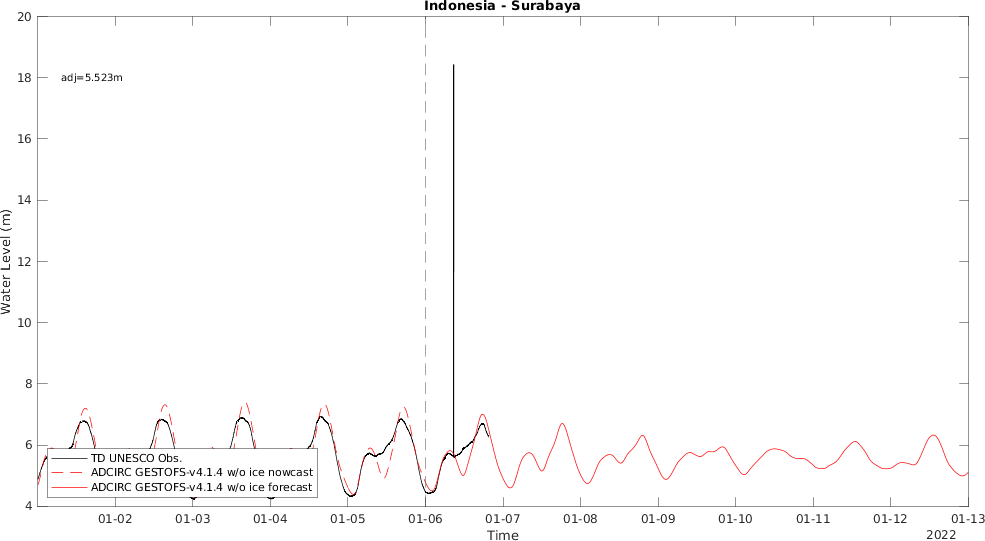 Indonesia - Surabaya
20
18
16
14
12
10
8
6
4
Water Level (m)
adj=5.523m
TD UNESCO Obs.
ADCIRC GESTOFS-v4.1.4 w/o ice nowcast
ADCIRC GESTOFS-v4.1.4 w/o ice forecast
01-02 01-03 01-04 01-05 01-06 01-07 01-08 01-09 01-10 01-11 01-12 01-13
Time
2022